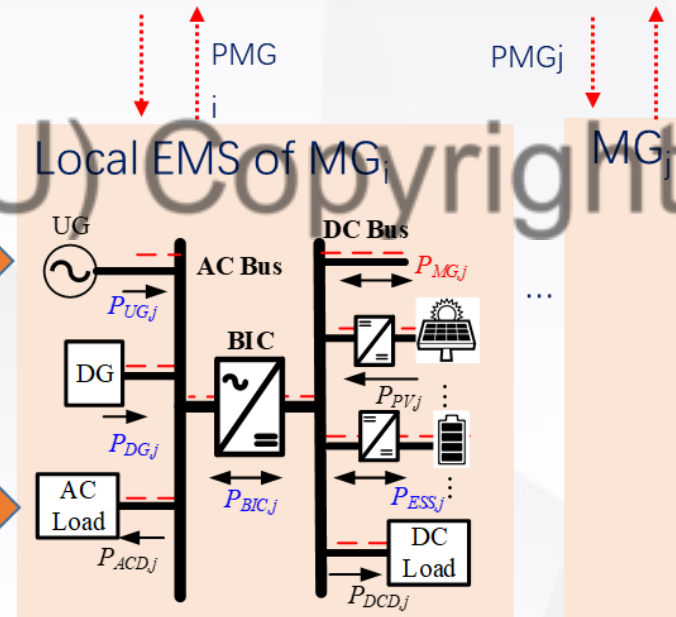 PMG
i
PMGj
U) Copyright
Local EMS of MGi
MGj
UG
AC Bus
DC Bus
PMG,j
PUG,j
BIC
...
DG
PPV,j
PDG,j
AC
Load
PBIC,j
PESS,j
DC
Load
PACD,j
PDCD,j